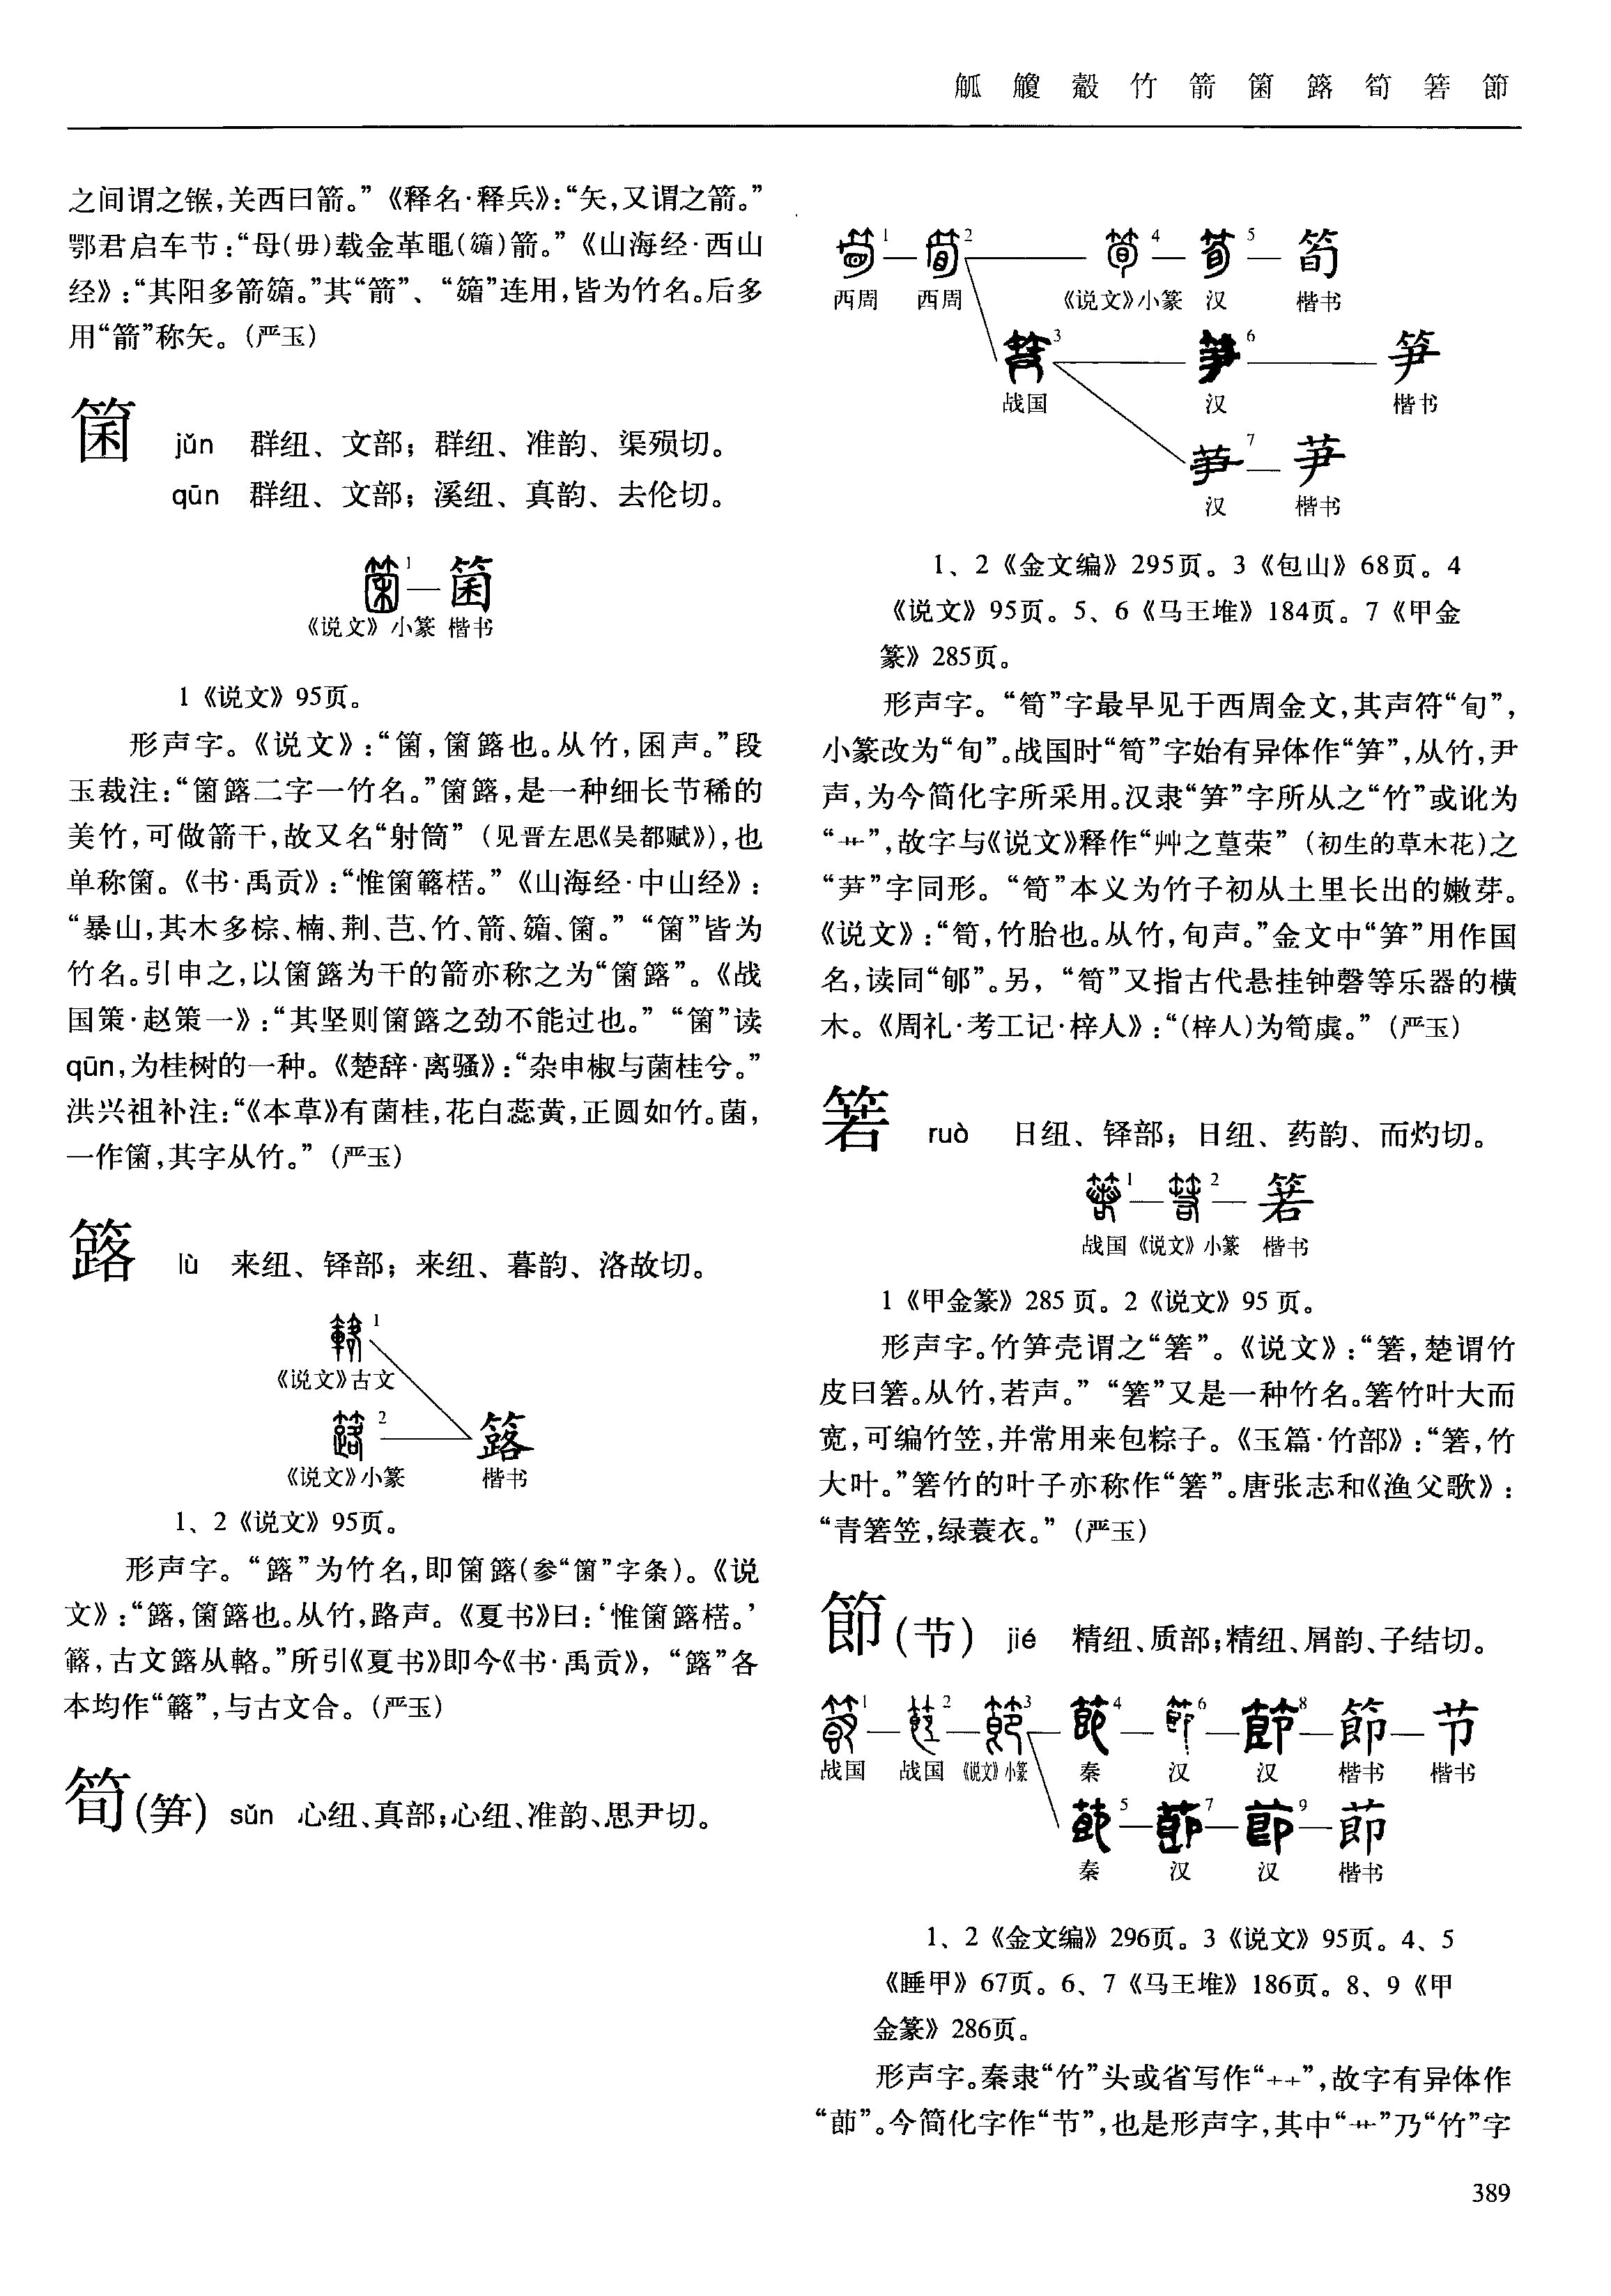 觚 𧤗 觳 竹 箭 箘 簬 筍 箬 節
之间谓之鍭,关西曰箭。”《释名·释兵》:“矢,又谓之箭。”
鄂君启车节:“母(毋)载金革黾(䉋)箭。”《山海经·西山
经》:“其阳多箭䉋。”其“箭”、“䉋”连用,皆为竹名。后多
用“箭”称矢。(严玉)
箘 jǔn 群纽、文部；群纽、准韵、渠殒切。
qūn 群纽、文部；溪纽、真韵、去伦切。
1 — 箘
《说文》小篆 楷书
1《说文》95页。
形声字。《说文》:“箘,箘簬也。从竹,囷声。”段
玉裁注:“箘簬二字一竹名。”箘簬,是一种细长节稀的
美竹,可做箭干,故又名“射筒”(见晋左思《吴都赋》),也
单称箘。《书·禹贡》:“惟箘簵楛。”《山海经·中山经》:
“暴山,其木多棕、楠、荆、芑、竹、箭、䉋、箘。”“箘”皆为
竹名。引申之,以箘簬为干的箭亦称之为“箘簬”。《战
国策·赵策一》:“其坚则箘簬之劲不能过也。”“箘”读
qūn,为桂树的一种。《楚辞·离骚》:“杂申椒与菌桂兮。”
洪兴祖补注:“《本草》有菌桂,花白蕊黄,正圆如竹。菌,
一作箘,其字从竹。”(严玉)
簬 lù 来纽、铎部；来纽、暮韵、洛故切。
1
《说文》古文
2 — 簬
《说文》小篆 楷书
1、2《说文》95页。
形声字。“簬”为竹名,即箘簬(参“箘”字条)。《说
文》:“簬,箘簬也。从竹,路声。《夏书》曰:‘惟箘簬楛。’
簵,古文簬从輅。”所引《夏书》即今《书·禹贡》,“簬”各
本均作“簵”,与古文合。(严玉)
筍(笋) sǔn 心纽、真部；心纽、准韵、思尹切。
1 — 2 — 4 — 5 — 筍
西周 西周 《说文》小篆 汉 楷书
3 — 6 — 笋
战国 汉 楷书
7 — 芛
汉 楷书
1、2《金文编》295页。3《包山》68页。4
《说文》95页。5、6《马王堆》184页。7《甲金
篆》285页。
形声字。“筍”字最早见于西周金文,其声符“旬”,
小篆改为“旬”。战国时“筍”字始有异体作“笋”,从竹,尹
声,为今简化字所采用。汉隶“笋”字所从之“竹”或讹为
“艹”,故字与《说文》释作“艸之䔰荣”(初生的草木花)之
“芛”字同形。“筍”本义为竹子初从土里长出的嫩芽。
《说文》:“筍,竹胎也。从竹,旬声。”金文中“笋”用作国
名,读同“郇”。另,“筍”又指古代悬挂钟磬等乐器的横
木。《周礼·考工记·梓人》:“(梓人)为筍虡。”(严玉)
箬 ruò 日纽、铎部；日纽、药韵、而灼切。
1 — 2 — 箬
战国 《说文》小篆 楷书
1《甲金篆》285页。2《说文》95页。
形声字。竹笋壳谓之“箬”。《说文》:“箬,楚谓竹
皮曰箬。从竹,若声。”“箬”又是一种竹名。箬竹叶大而
宽,可编竹笠,并常用来包粽子。《玉篇·竹部》:“箬,竹
大叶。”箬竹的叶子亦称作“箬”。唐张志和《渔父歌》:
“青箬笠,绿蓑衣。”(严玉)
節(节) jié 精纽、质部；精纽、屑韵、子结切。
1 — 2 — 3 — 4 — 6 — 8 — 節 — 节
战国 战国 《说文》小篆 秦 汉 汉 楷书 楷书
5 — 7 — 9 — 莭
秦 汉 汉 楷书
1、2《金文编》296页。3《说文》95页。4、5
《睡甲》67页。6、7《马王堆》186页。8、9《甲
金篆》286页。
形声字。秦隶“竹”头或省写作“++”,故字有异体作
“莭”。今简化字作“节”,也是形声字,其中“艹”乃“竹”字
389